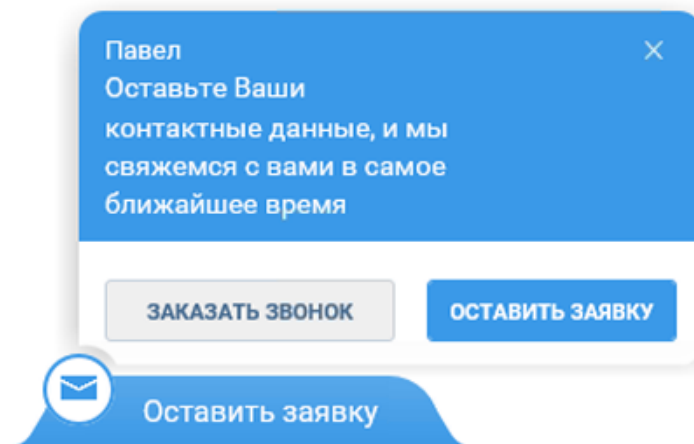 Павел
Оставьте Ваши
контактные данные, и мы
свяжемся с вами в самое
ближайшее время
ЗАКАЗАТЬ ЗВОНОК
ОСТАВИТЬ ЗАЯВКУ
Оставить заявку